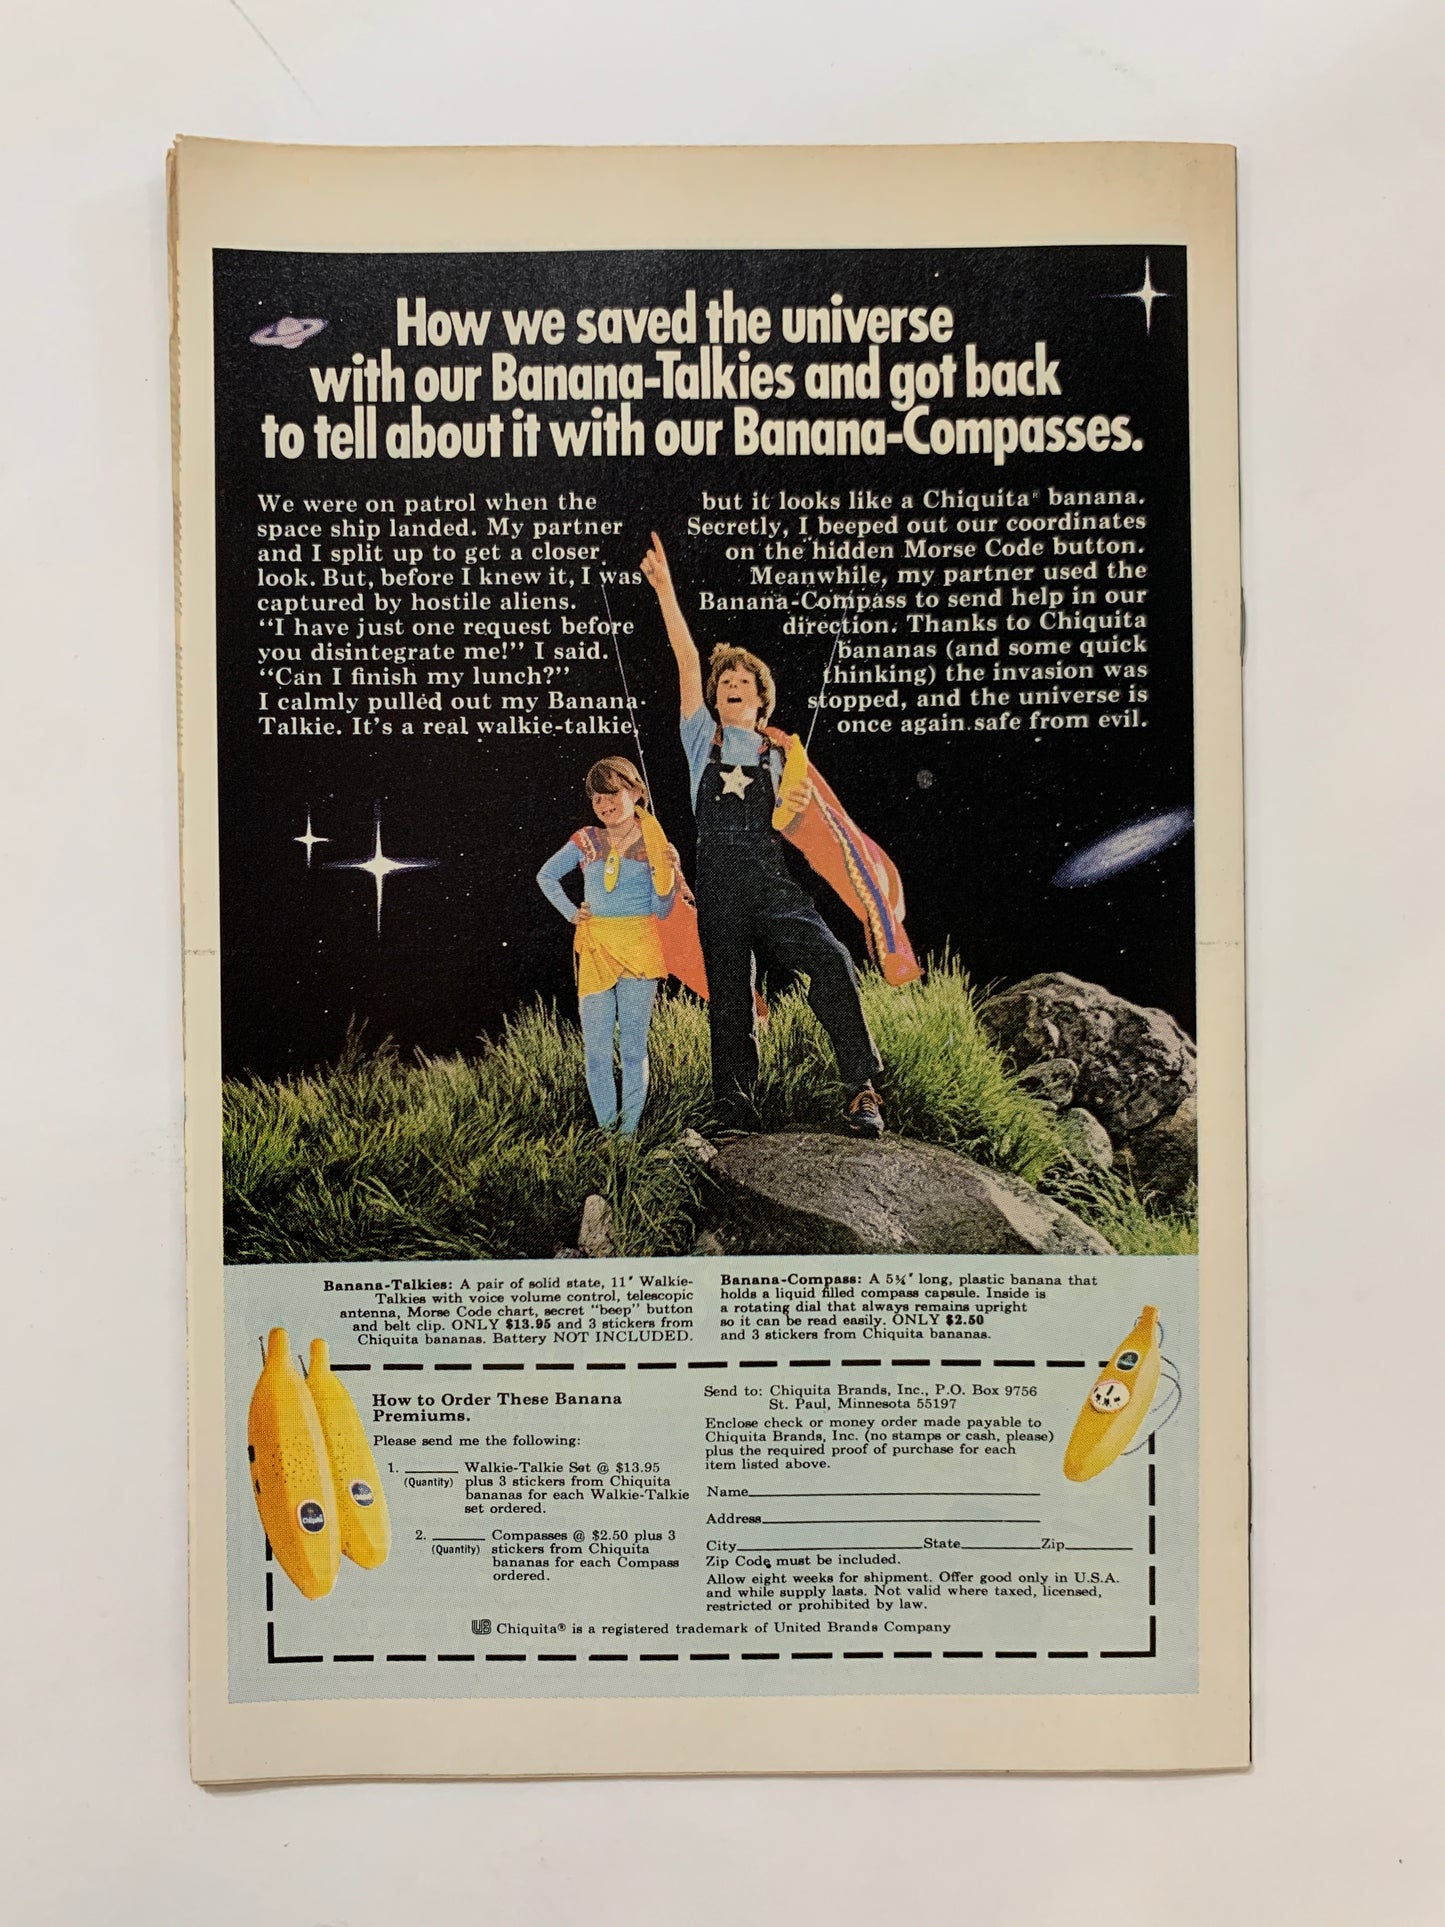 How we saved the universe
with our Banana-Talkies and got back
to tell about it with our Banana-Compasses.
We were on patrol when the
space ship landed. My partner
and I split up to get a closer
look. But, before I knew it, I was
captured by hostile aliens.
“I have just one request before
you disintegrate me!” I said.
“Can I finish my lunch?”
I calmly pulled out my Banana-
Talkie. It’s a real walkie-talkie,
but it looks like a Chiquita® banana.
Secretly, I beeped out our coordinates
on the hidden Morse Code button.
Meanwhile, my partner used the
Banana-Compass to send help in our
direction. Thanks to Chiquita
bananas (and some quick
thinking) the invasion was
stopped, and the universe is
once again safe from evil.
Banana-Talkies: A pair of solid state, 11″ Walkie-
Talkies with voice volume control, telescopic
antenna, Morse Code chart, secret “beep” button
and belt clip. ONLY $13.95 and 3 stickers from
Chiquita bananas. Battery NOT INCLUDED.
Banana-Compass: A 5¼″ long, plastic banana that
holds a liquid filled compass capsule. Inside is
a rotating dial that always remains upright
so it can be read easily. ONLY $2.50
and 3 stickers from Chiquita bananas.
How to Order These Banana
Premiums.
Please send me the following:
1. ______ Walkie-Talkie Set @ $13.95
(Quantity) plus 3 stickers from Chiquita
bananas for each Walkie-Talkie
set ordered.
2. ______ Compasses @ $2.50 plus 3
(Quantity) stickers from Chiquita
bananas for each Compass
ordered.
Send to: Chiquita Brands, Inc., P.O. Box 9756
St. Paul, Minnesota 55197
Enclose check or money order made payable to
Chiquita Brands, Inc. (no stamps or cash, please)
plus the required proof of purchase for each
item listed above.
Name
Address
City State Zip
Zip Code must be included.
Allow eight weeks for shipment. Offer good only in U.S.A.
and while supply lasts. Not valid where taxed, licensed,
restricted or prohibited by law.
UB Chiquita® is a registered trademark of United Brands Company
Chiquita